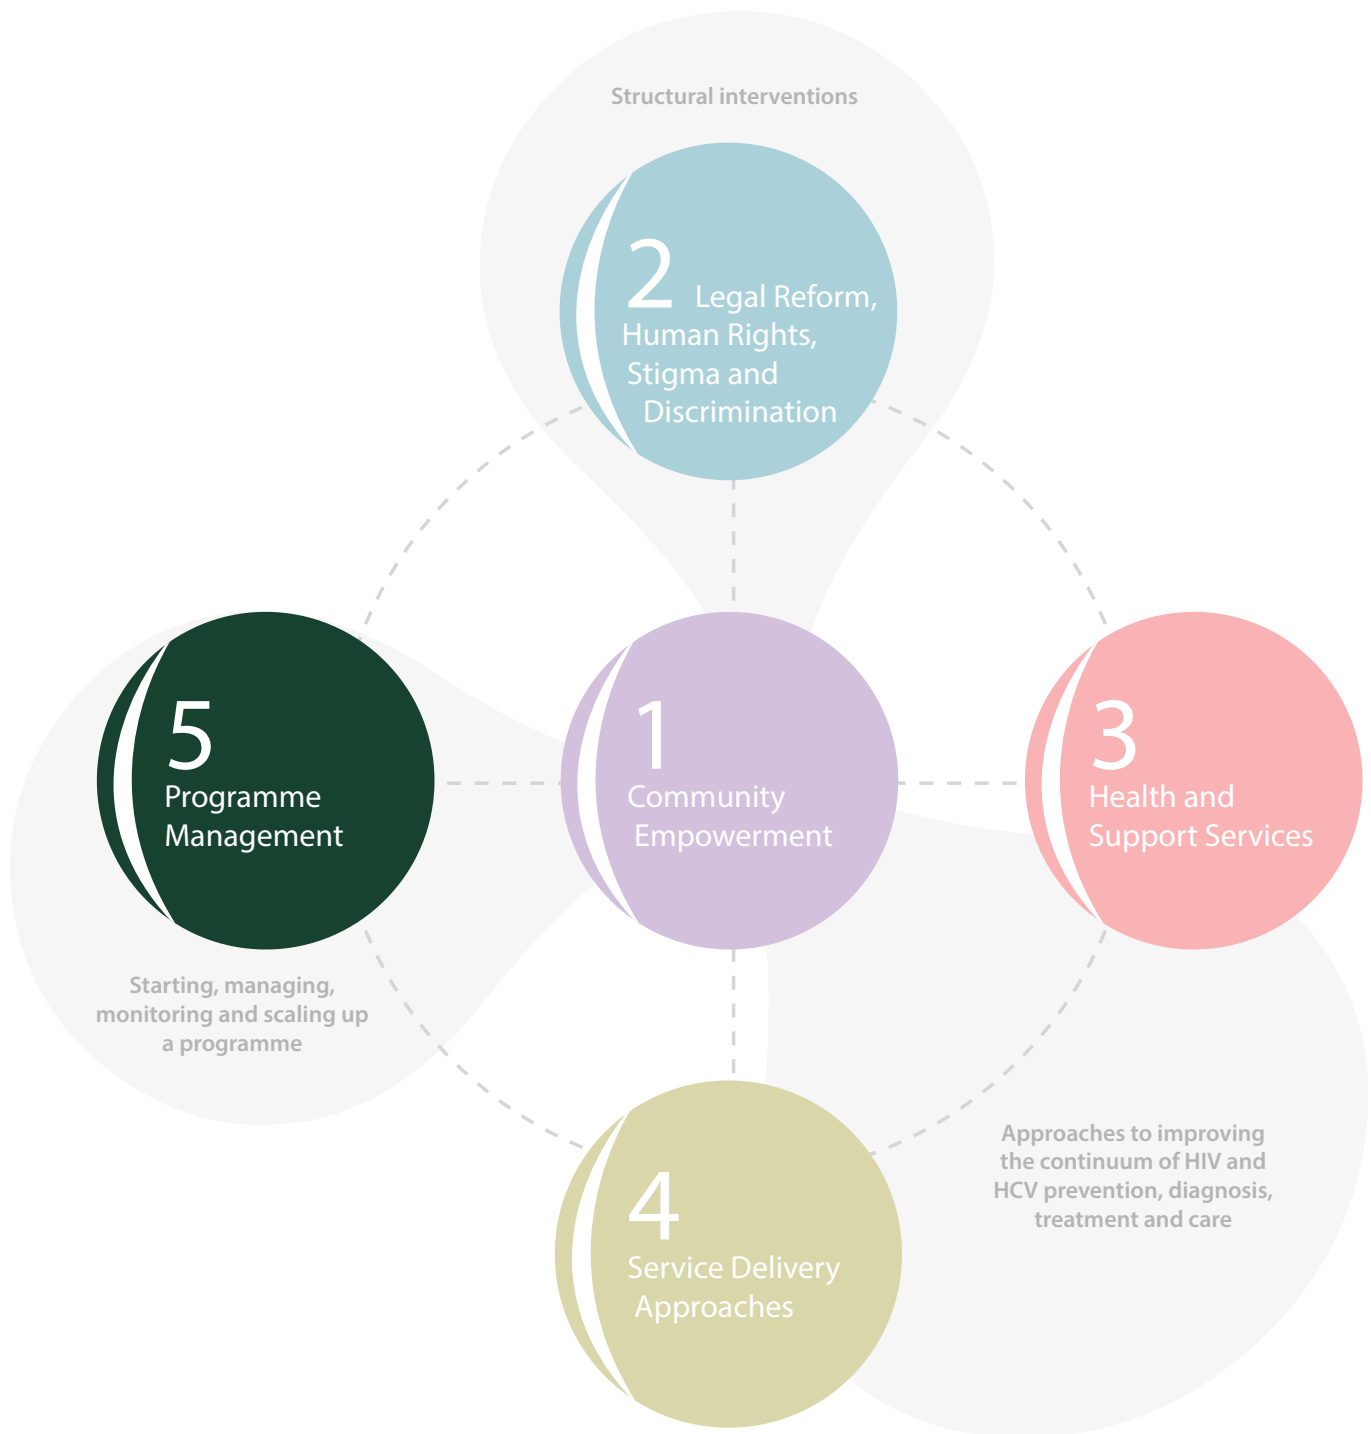 Structural interventions
2 Legal Reform,
Human Rights,
Stigma and
Discrimination
5
Programme
Management
1
Community
Empowerment
3
Health and
Support Services
Starting, managing,
monitoring and scaling up
a programme
Approaches to improving
the continuum of HIV and
HCV prevention, diagnosis,
treatment and care
4
Service Delivery
Approaches